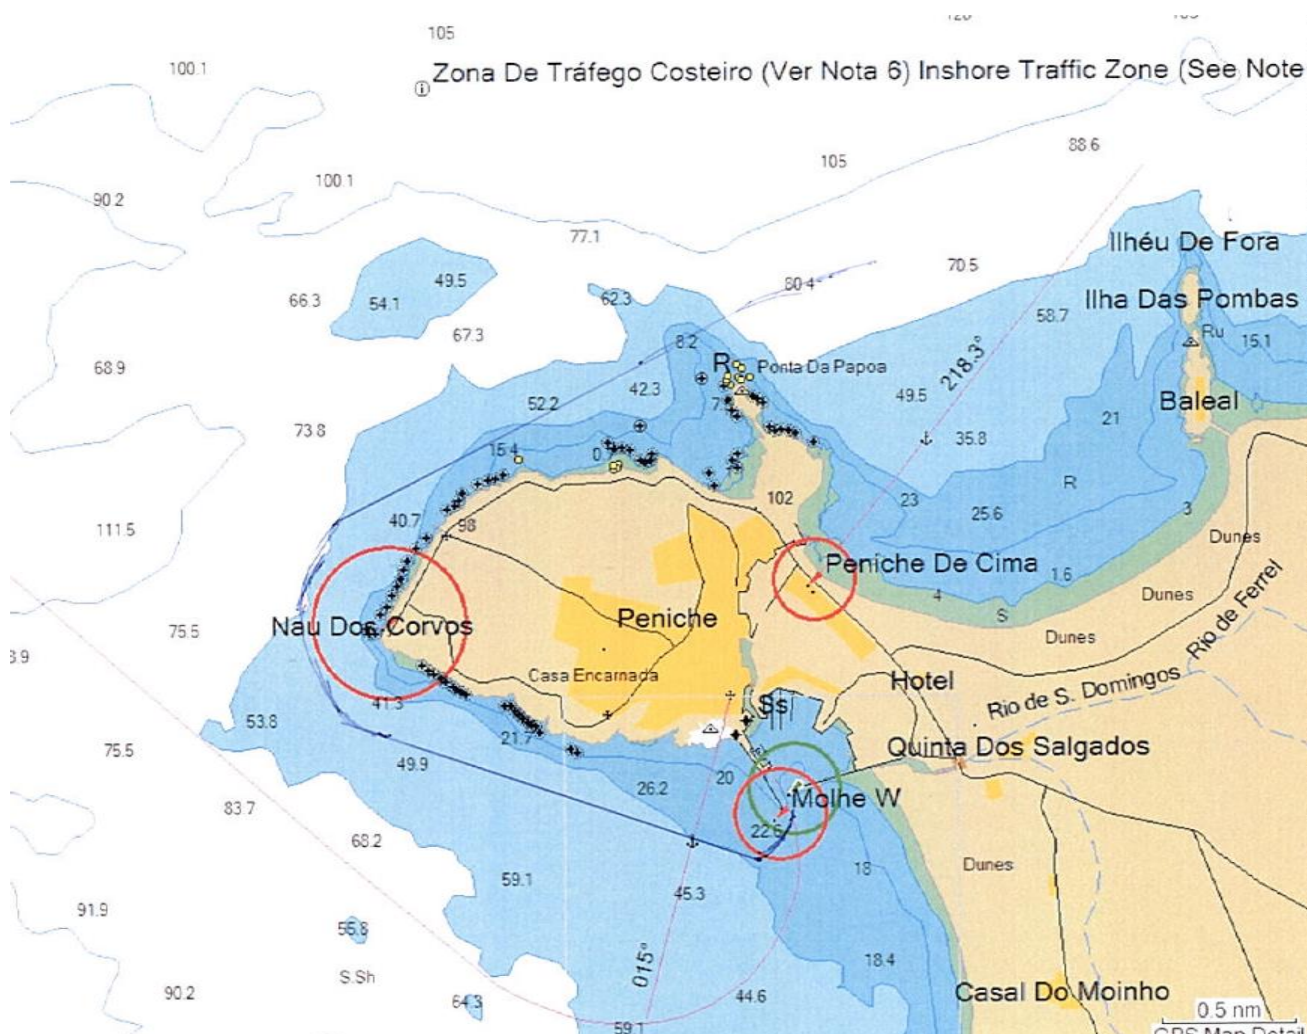 105
100.1
Zona De Tráfego Costeiro (Ver Nota 6) Inshore Traffic Zone (See Note
88.6
105
100.1
90.2
77.1
Ilhéu De Fora
70.5
49.5
80.4
66.3
54.1
62.3
Ilha Das Pombas
58.7
67.3
Ru
15.1
8.2
68.9
R
Ponta Da Papoa
218.3°
42.3
49.5
Baleal
52.2
21
73.8
35.8
15.4
0
R
102
23
40.7
98
25.6
3
111.5
Dunes
Peniche De Cima
1.6
4
Dunes
S
Peniche
Nau Dos Corvos
75.5
Dunes
Rio de Ferrel
3.9
Casa Encarnada
Hotel
Rio de S. Domingos
41.3
Ss
53.8
21.7
Quinta Dos Salgados
75.5
49.9
20
26.2
Molhe W
83.7
22.6
68.2
Dunes
18
59.1
45.3
91.9
55.8
18.4
015°
S.Sh
44.6
Casal Do Moinho
90.2
64.3
0.5 nm
59.1
GPS Map Detail